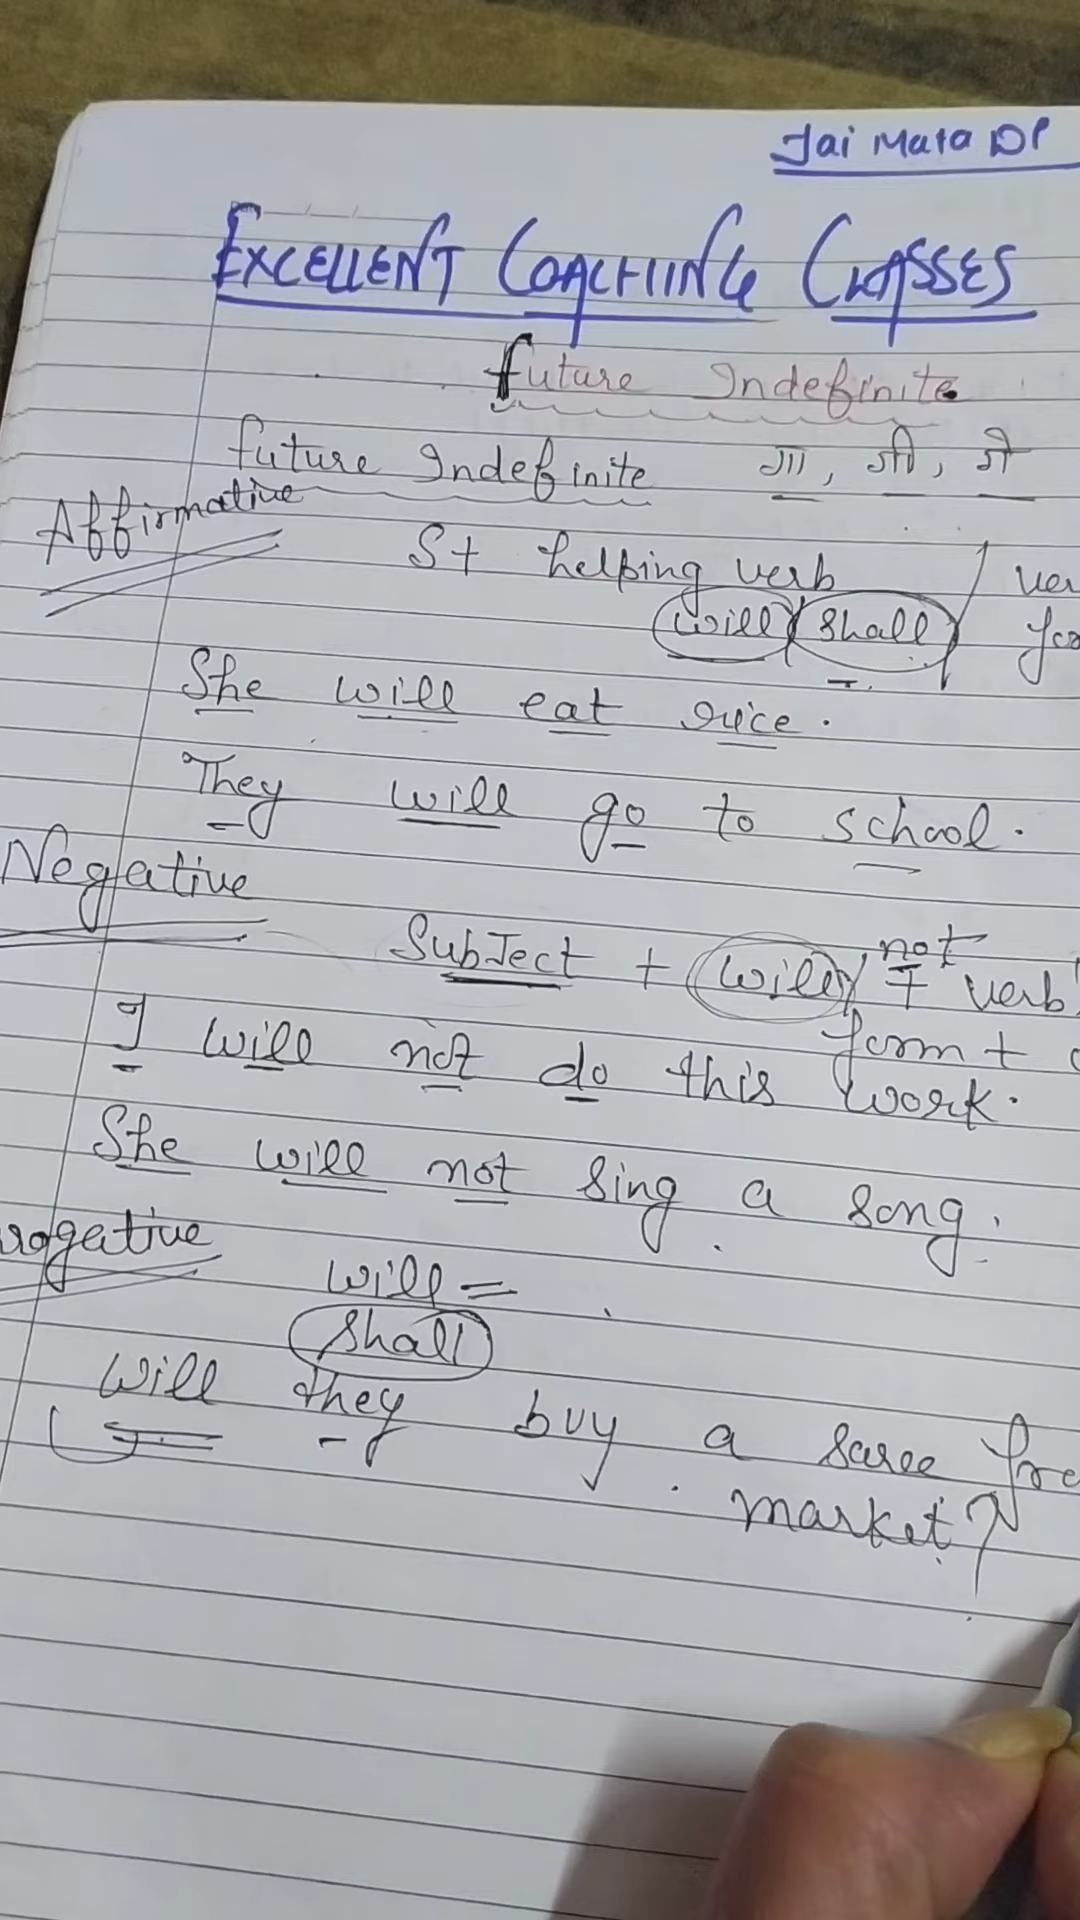 Jai Mata Di
EXCELLENT COACHING CLASSES
Future Indefinite
Future Indefinite गा, गी, गे
Affirmative
S + helping verb / ver
will / shall
She will eat rice.
They will go to school.
Negative
Subject + will / not + verb
form +
I will not do this work.
She will not sing a song.
rogative
will =
shall
Will they buy a saree fro
market?